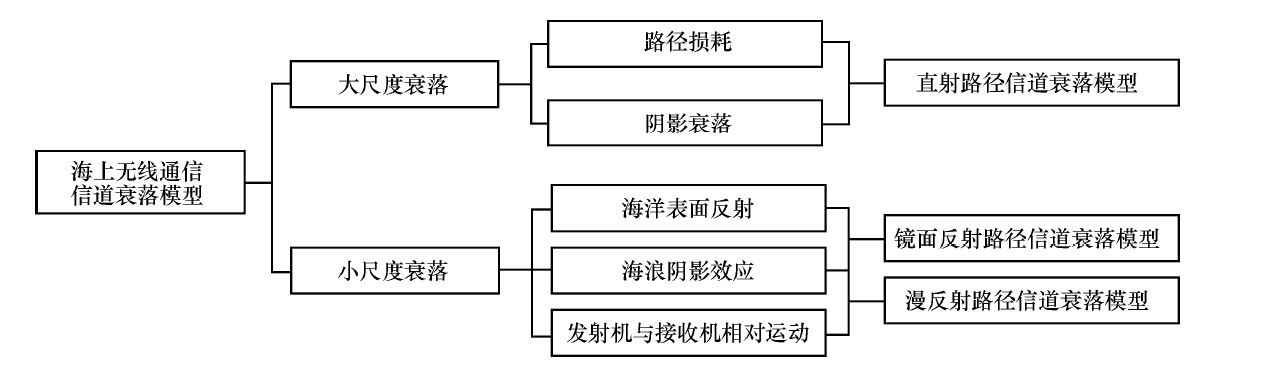 海上无线通信
信道衰落模型
大尺度衰落
小尺度衰落
路径损耗
阴影衰落
海洋表面反射
海浪阴影效应
发射机与接收机相对运动
直射路径信道衰落模型
镜面反射路径信道衰落模型
漫反射路径信道衰落模型